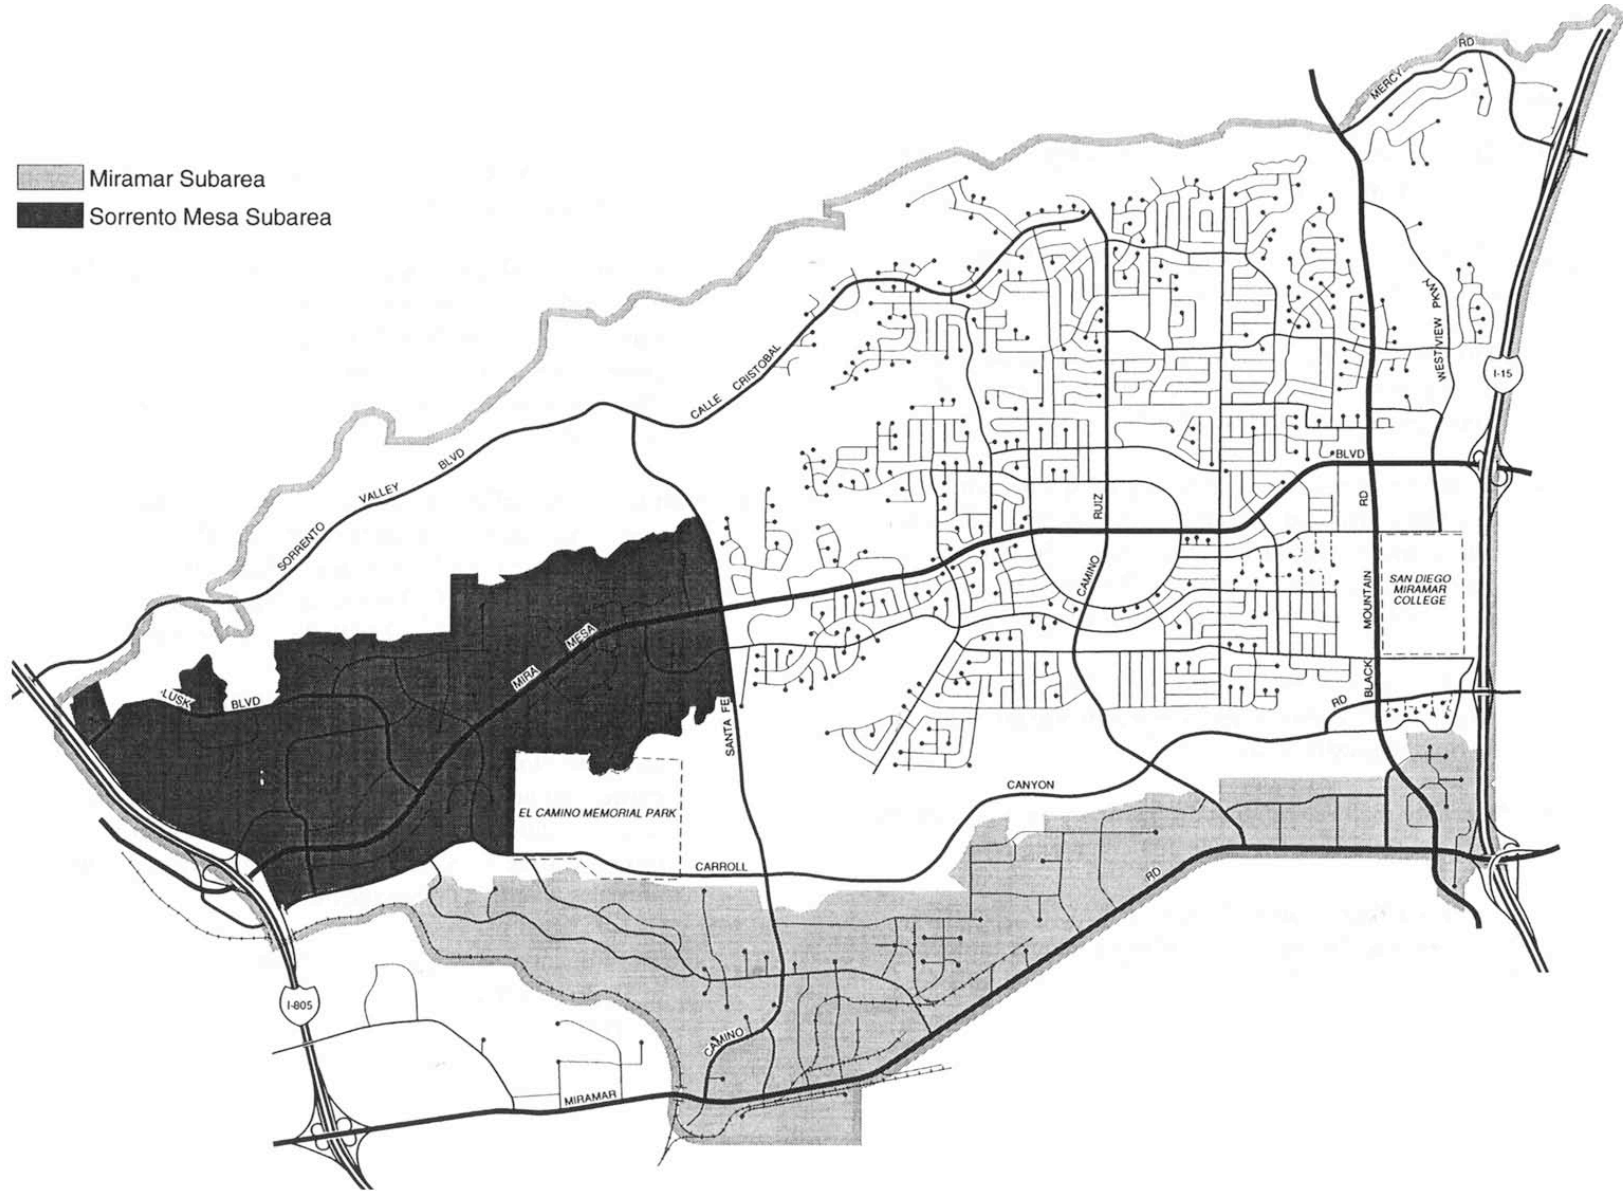 MERCY
RD
Miramar Subarea
Sorrento Mesa Subarea
WESTVIEW PKWY
CALLE CRISTOBAL
I-15
SORRENTO VALLEY BLVD
BLVD
RUIZ
CAMINO
RD
MOUNTAIN
BLACK
SAN DIEGO
MIRAMAR
COLLEGE
MIRA MESA
LUSK BLVD
SANTA FE
RD
CANYON
EL CAMINO MEMORIAL PARK
CARROLL
RD
I-805
CAMINO
MIRAMAR